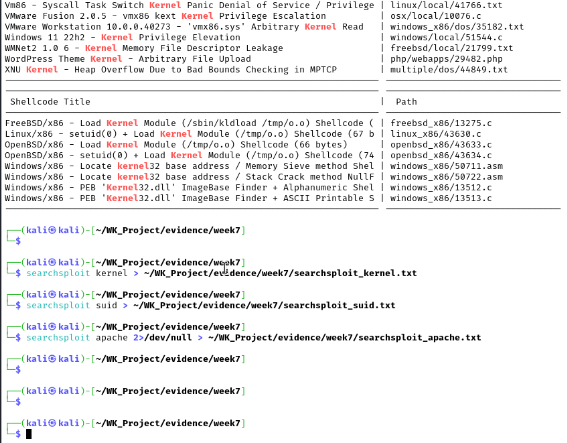 Vm86 - Syscall Task Switch Kernel Panic Denial of Service / Privilege | linux/local/41766.txt
VMware Fusion 2.0.5 - vmx86 kext Kernel Privilege Escalation | osx/local/10076.c
VMware Workstation 10.0.0.40273 - 'vmx86.sys' Arbitrary Kernel Read | windows_x86/dos/35182.txt
Windows 11 22h2 - Kernel Privilege Elevation | windows/local/51544.c
WMNet2 1.0 6 - Kernel Memory File Descriptor Leakage | freebsd/local/21799.txt
WordPress Theme Kernel - Arbitrary File Upload | php/webapps/29482.php
XNU Kernel - Heap Overflow Due to Bad Bounds Checking in MPTCP | multiple/dos/44849.txt
Shellcode Title | Path
FreeBSD/x86 - Load Kernel Module (/sbin/kldload /tmp/o.o) Shellcode ( | freebsd_x86/13275.c
Linux/x86 - setuid(0) + Load Kernel Module (/tmp/o.o) Shellcode (67 b | linux_x86/43630.c
OpenBSD/x86 - Load Kernel Module (/tmp/o.o) Shellcode (66 bytes) | openbsd_x86/43633.c
OpenBSD/x86 - setuid(0) + Load Kernel Module (/tmp/o.o) Shellcode (74 | openbsd_x86/43634.c
Windows/x86 - Locate kernel32 base address / Memory Sieve method Shel | windows_x86/50711.asm
Windows/x86 - Locate kernel32 base address / Stack Crack method NullF | windows_x86/50722.asm
Windows/x86 - PEB 'Kernel32.dll' ImageBase Finder + Alphanumeric Shel | windows_x86/13512.c
Windows/x86 - PEB 'Kernel32.dll' ImageBase Finder + ASCII Printable S | windows_x86/13513.c
(kali㉿kali)-[~/WK_Project/evidence/week7]
$
(kali㉿kali)-[~/WK_Project/evidence/week7]
$ searchsploit kernel > ~/WK_Project/evidence/week7/searchsploit_kernel.txt
(kali㉿kali)-[~/WK_Project/evidence/week7]
$ searchsploit suid > ~/WK_Project/evidence/week7/searchsploit_suid.txt
(kali㉿kali)-[~/WK_Project/evidence/week7]
$ searchsploit apache 2>/dev/null > ~/WK_Project/evidence/week7/searchsploit_apache.txt
(kali㉿kali)-[~/WK_Project/evidence/week7]
$
(kali㉿kali)-[~/WK_Project/evidence/week7]
$
(kali㉿kali)-[~/WK_Project/evidence/week7]
$